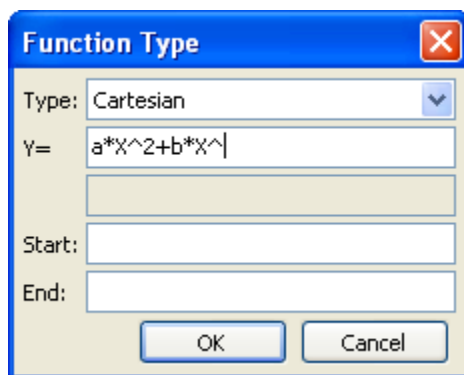 Function Type
Type: Cartesian
Y= a*X^2+b*X^
Start:
End:
OK Cancel